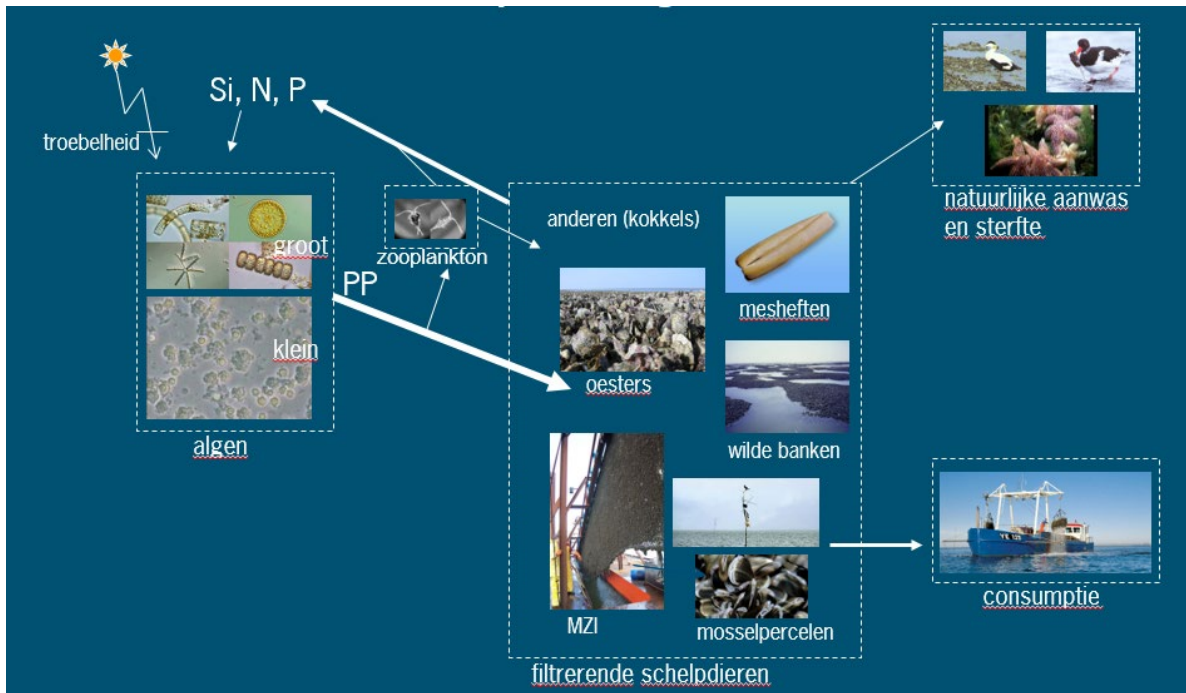 Si, N, P
troebelheid
groot
klein
algen
PP
zooplankton
anderen (kokkels)
mesheften
oesters
wilde banken
MZI
mosselpercelen
filtrerende schelpdieren
natuurlijke aanwas
en sterfte
consumptie